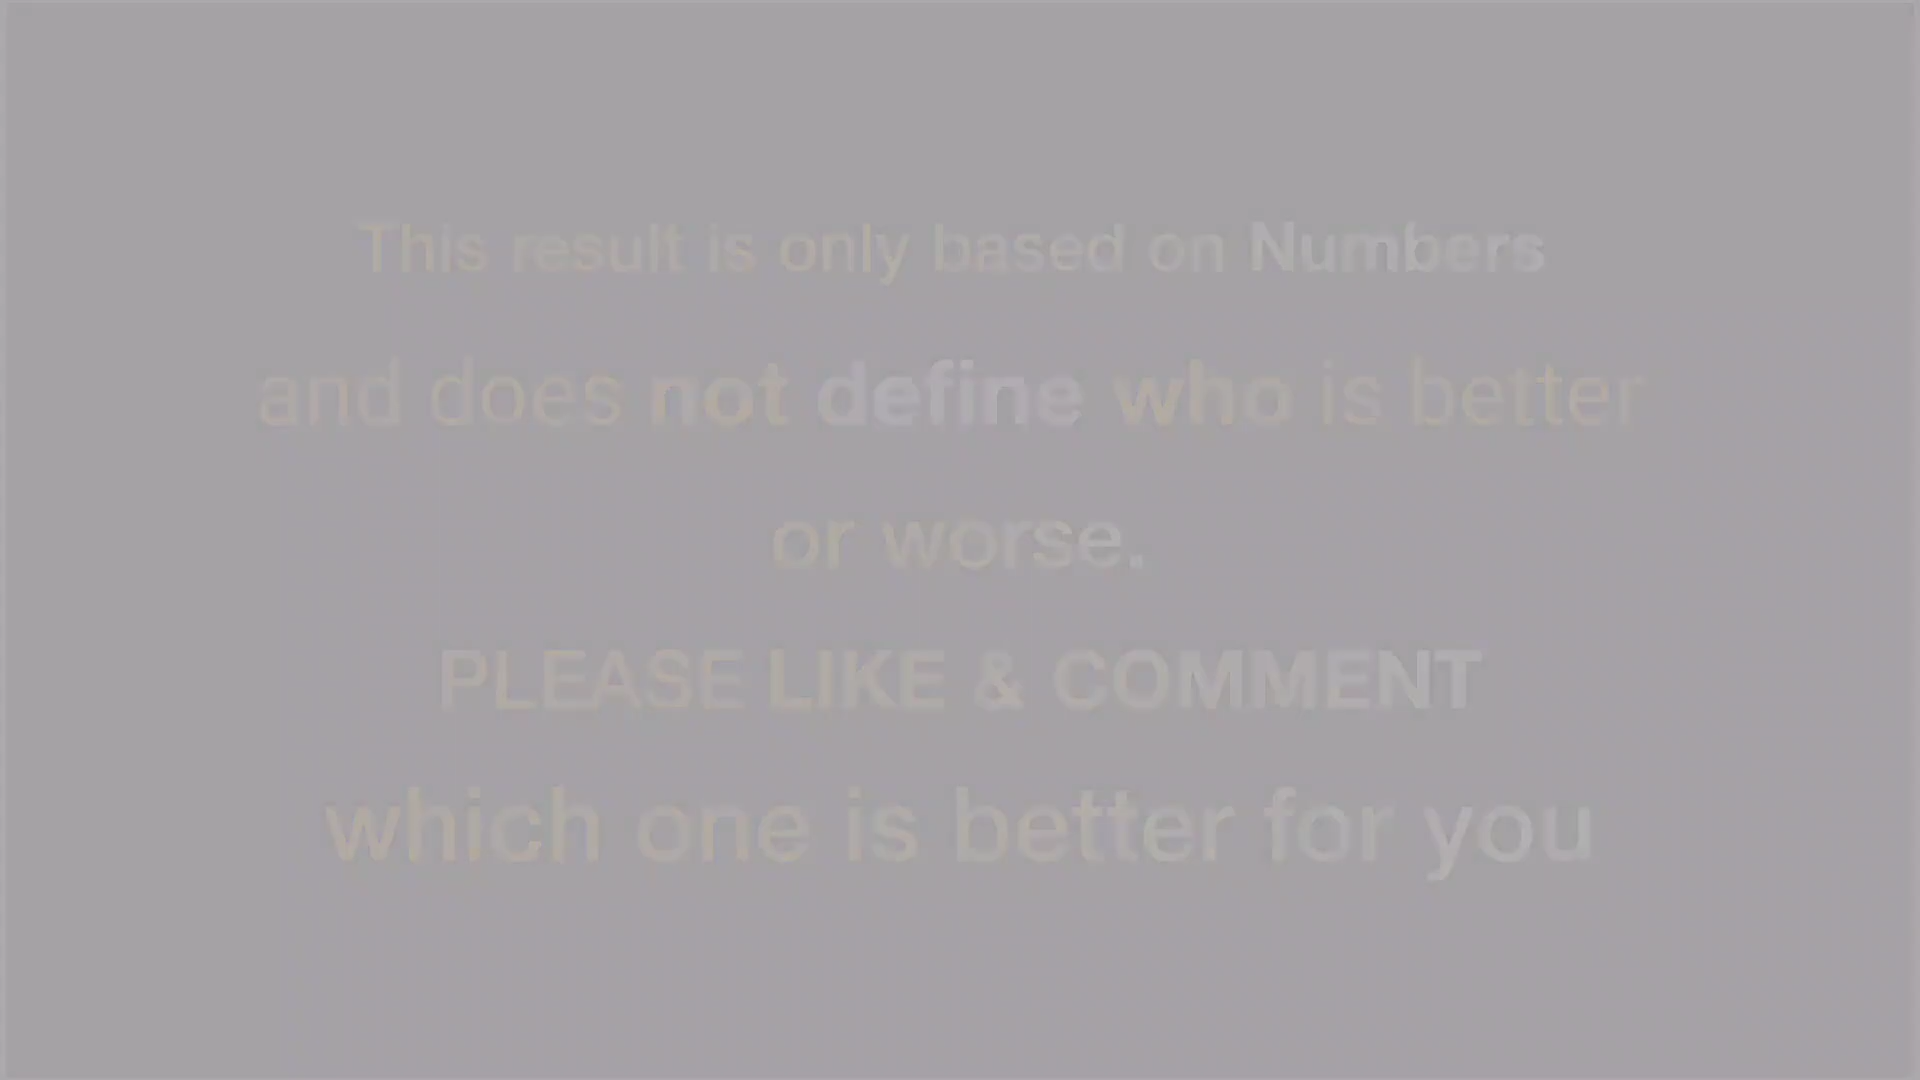 This result is only based on Numbers
and does not define who is better
or worse.
PLEASE LIKE & COMMENT
which one is better for you